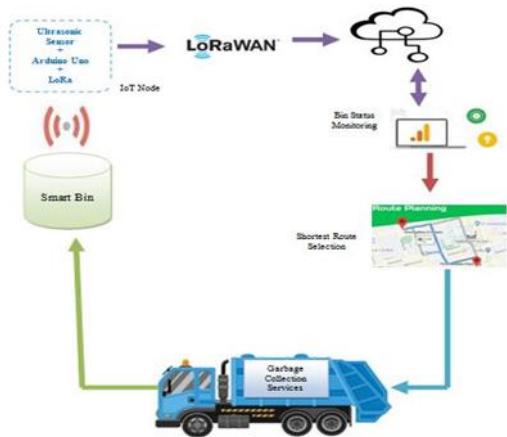 Ultrasonic
Sensor
+
Arduino Uno
+
LoRa
LoRaWAN
IoT Node
Bin Status
Monitoring
Smart Bin
Route Planning
Shortest Route
Selection
Garbage
Collection
Services